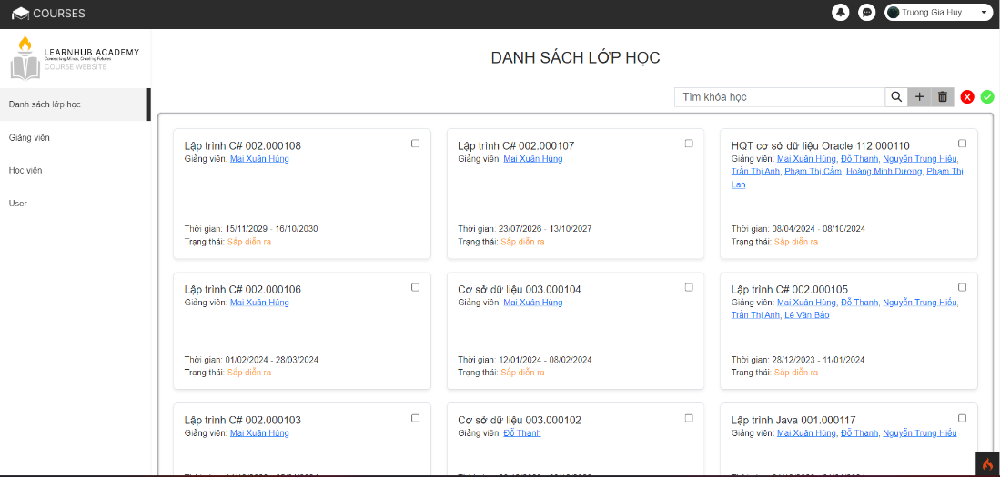 COURSES
Truong Gia Huy
LEARNHUB ACADEMY
Connecting Minds, Creating Futures
COURSE WEBSITE
Danh sách lớp học
Giảng viên
Học viên
User
DANH SÁCH LỚP HỌC
Tìm khóa học
Lập trình C# 002.000108
Giảng viên: Mai Xuân Hùng
Thời gian: 15/11/2029 - 16/10/2030
Trạng thái: Sắp diễn ra
Lập trình C# 002.000107
Giảng viên: Mai Xuân Hùng
Thời gian: 23/07/2026 - 13/10/2027
Trạng thái: Sắp diễn ra
HQT cơ sở dữ liệu Oracle 112.000110
Giảng viên: Mai Xuân Hùng, Đỗ Thanh, Nguyễn Trung Hiếu,
Trần Thị Anh, Phạm Thị Cẩm, Hoàng Minh Dương, Phạm Thị
Lan
Thời gian: 08/04/2024 - 08/10/2024
Trạng thái: Sắp diễn ra
Lập trình C# 002.000106
Giảng viên: Mai Xuân Hùng
Thời gian: 01/02/2024 - 28/03/2024
Trạng thái: Sắp diễn ra
Cơ sở dữ liệu 003.000104
Giảng viên: Mai Xuân Hùng
Thời gian: 12/01/2024 - 08/02/2024
Trạng thái: Sắp diễn ra
Lập trình C# 002.000105
Giảng viên: Mai Xuân Hùng, Đỗ Thanh, Nguyễn Trung Hiếu,
Trần Thị Anh, Lê Văn Bảo
Thời gian: 28/12/2023 - 11/01/2024
Trạng thái: Sắp diễn ra
Lập trình C# 002.000103
Giảng viên: Mai Xuân Hùng
Cơ sở dữ liệu 003.000102
Giảng viên: Đỗ Thanh
Lập trình Java 001.000117
Giảng viên: Mai Xuân Hùng, Đỗ Thanh, Nguyễn Trung Hiếu